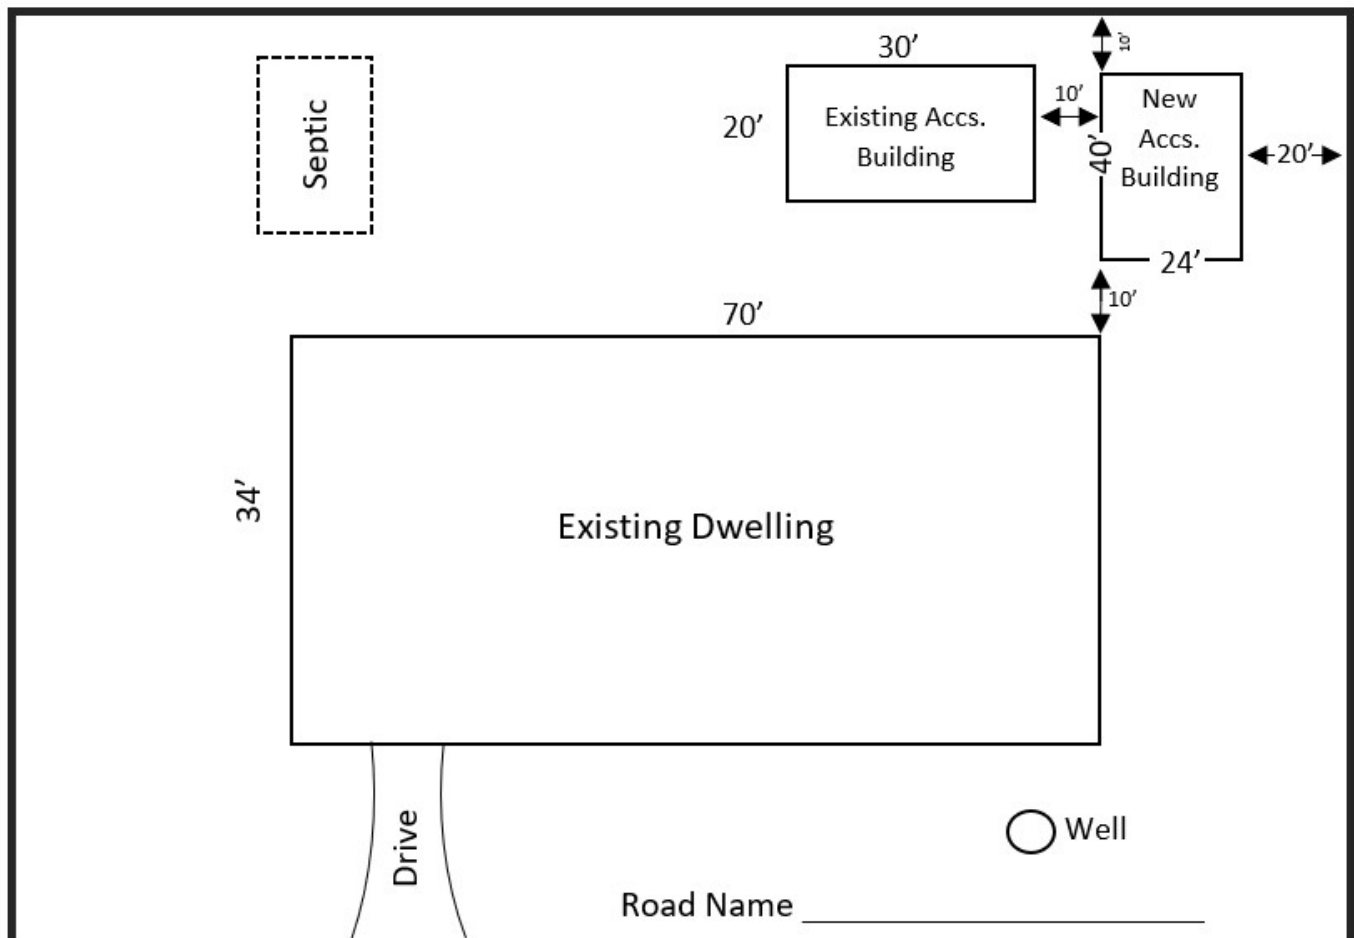 30’
10’
Septic
20’
Existing Accs.
Building
10’
40’
New
Accs.
Building
20’
24’
10’
70’
34’
Existing Dwelling
Drive
Well
Road Name